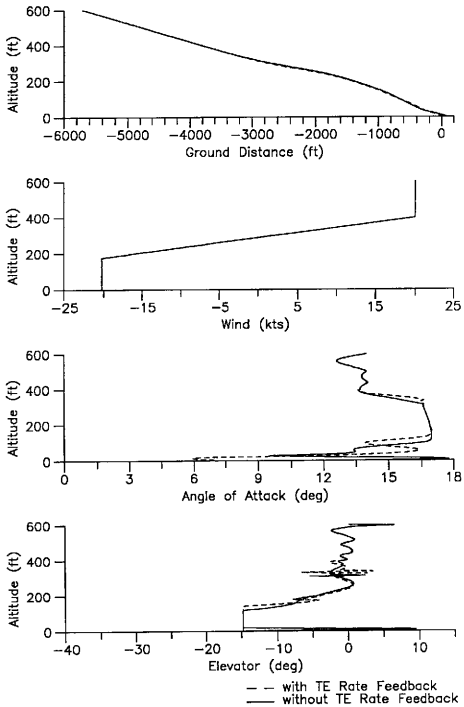 600
400
200
0
Altitude (ft)
-6000 -5000 -4000 -3000 -2000 -1000 0
Ground Distance (ft)
600
400
200
0
Altitude (ft)
-25 -15 -5 5 15 25
Wind (kts)
600
400
200
0
Altitude (ft)
0 3 6 9 12 15 18
Angle of Attack (deg)
600
400
200
0
Altitude (ft)
-40 -30 -20 -10 0 10
Elevator (deg)
with TE Rate Feedback
without TE Rate Feedback